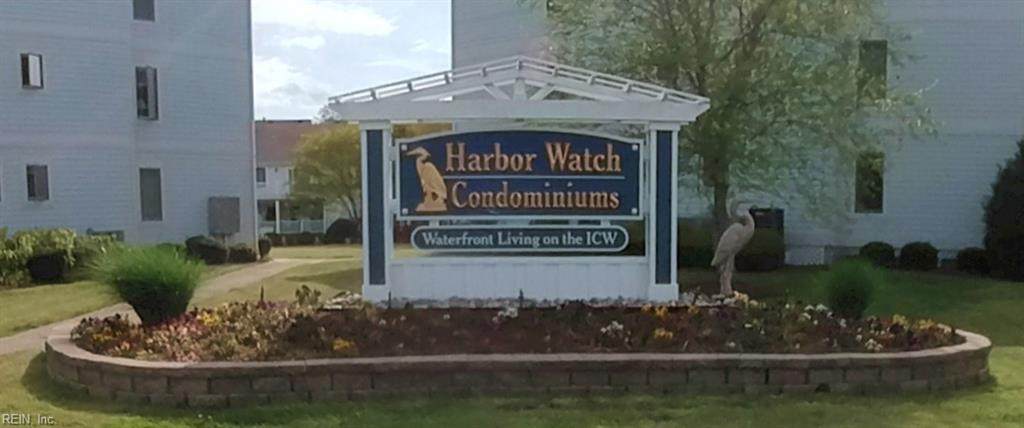 Harbor Watch
Condominiums
Waterfront Living on the ICW
REIN, Inc.